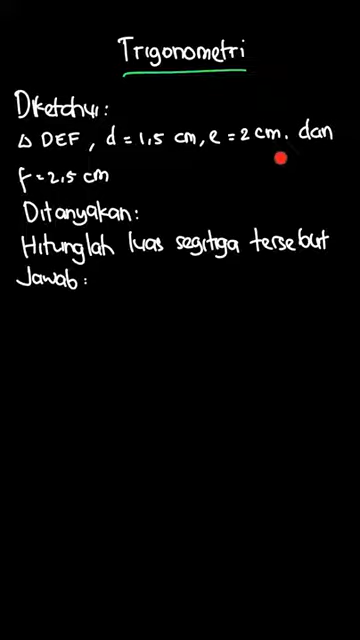 Trigonometri
Diketahui:
Δ DEF, d = 1,5 cm, e = 2 cm. dan
f = 2,5 cm
Ditanyakan:
Hitunglah luas segitiga tersebut
Jawab: